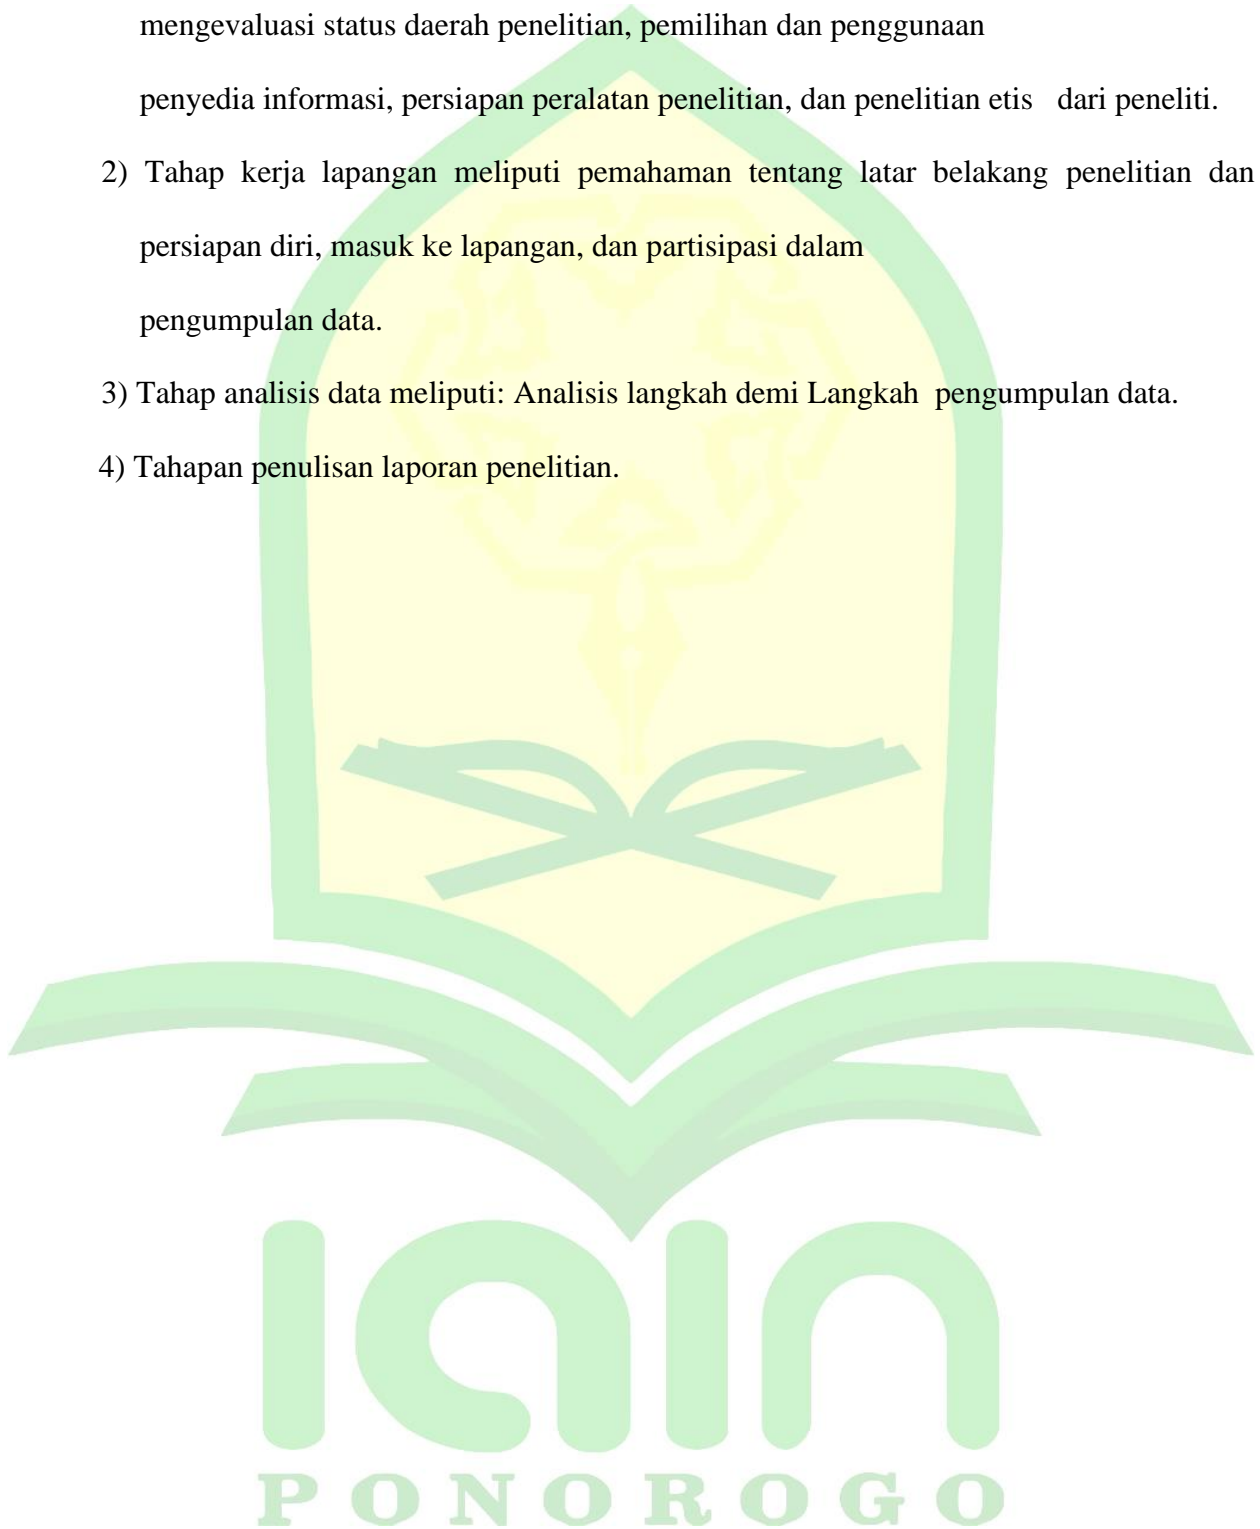 mengevaluasi status daerah penelitian, pemilihan dan penggunaan
penyedia informasi, persiapan peralatan penelitian, dan penelitian etis dari peneliti.
2) Tahap kerja lapangan meliputi pemahaman tentang latar belakang penelitian dan
persiapan diri, masuk ke lapangan, dan partisipasi dalam
pengumpulan data.
3) Tahap analisis data meliputi: Analisis langkah demi Langkah pengumpulan data.
4) Tahapan penulisan laporan penelitian.
iain
PONOROGO